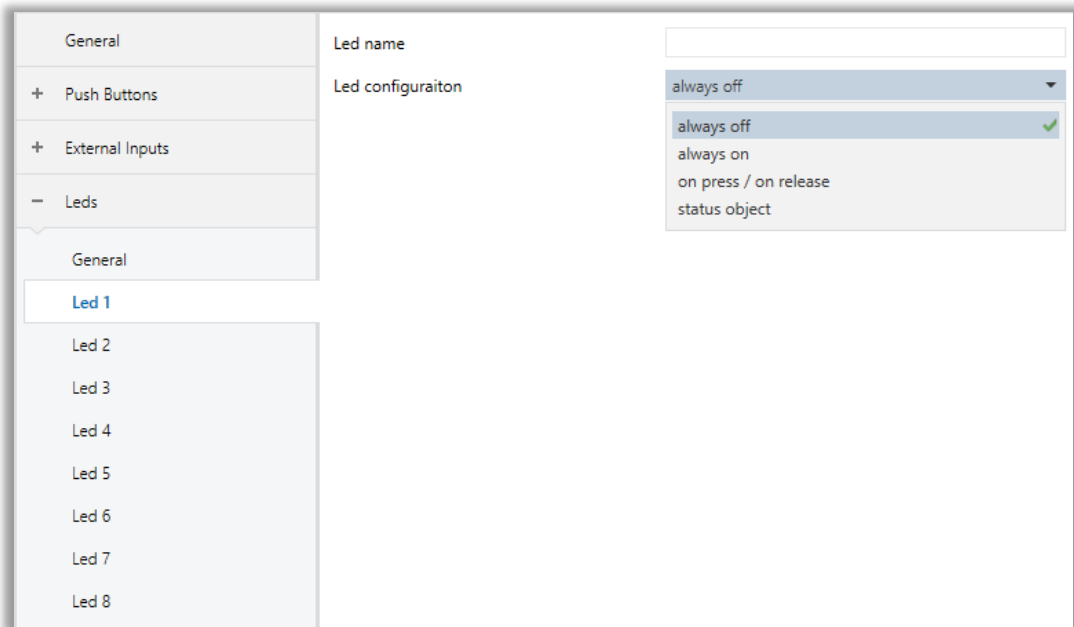 General
+ Push Buttons
+ External Inputs
− Leds
General
Led 1
Led 2
Led 3
Led 4
Led 5
Led 6
Led 7
Led 8
Led name
Led configuraiton
always off
always off
always on
on press / on release
status object